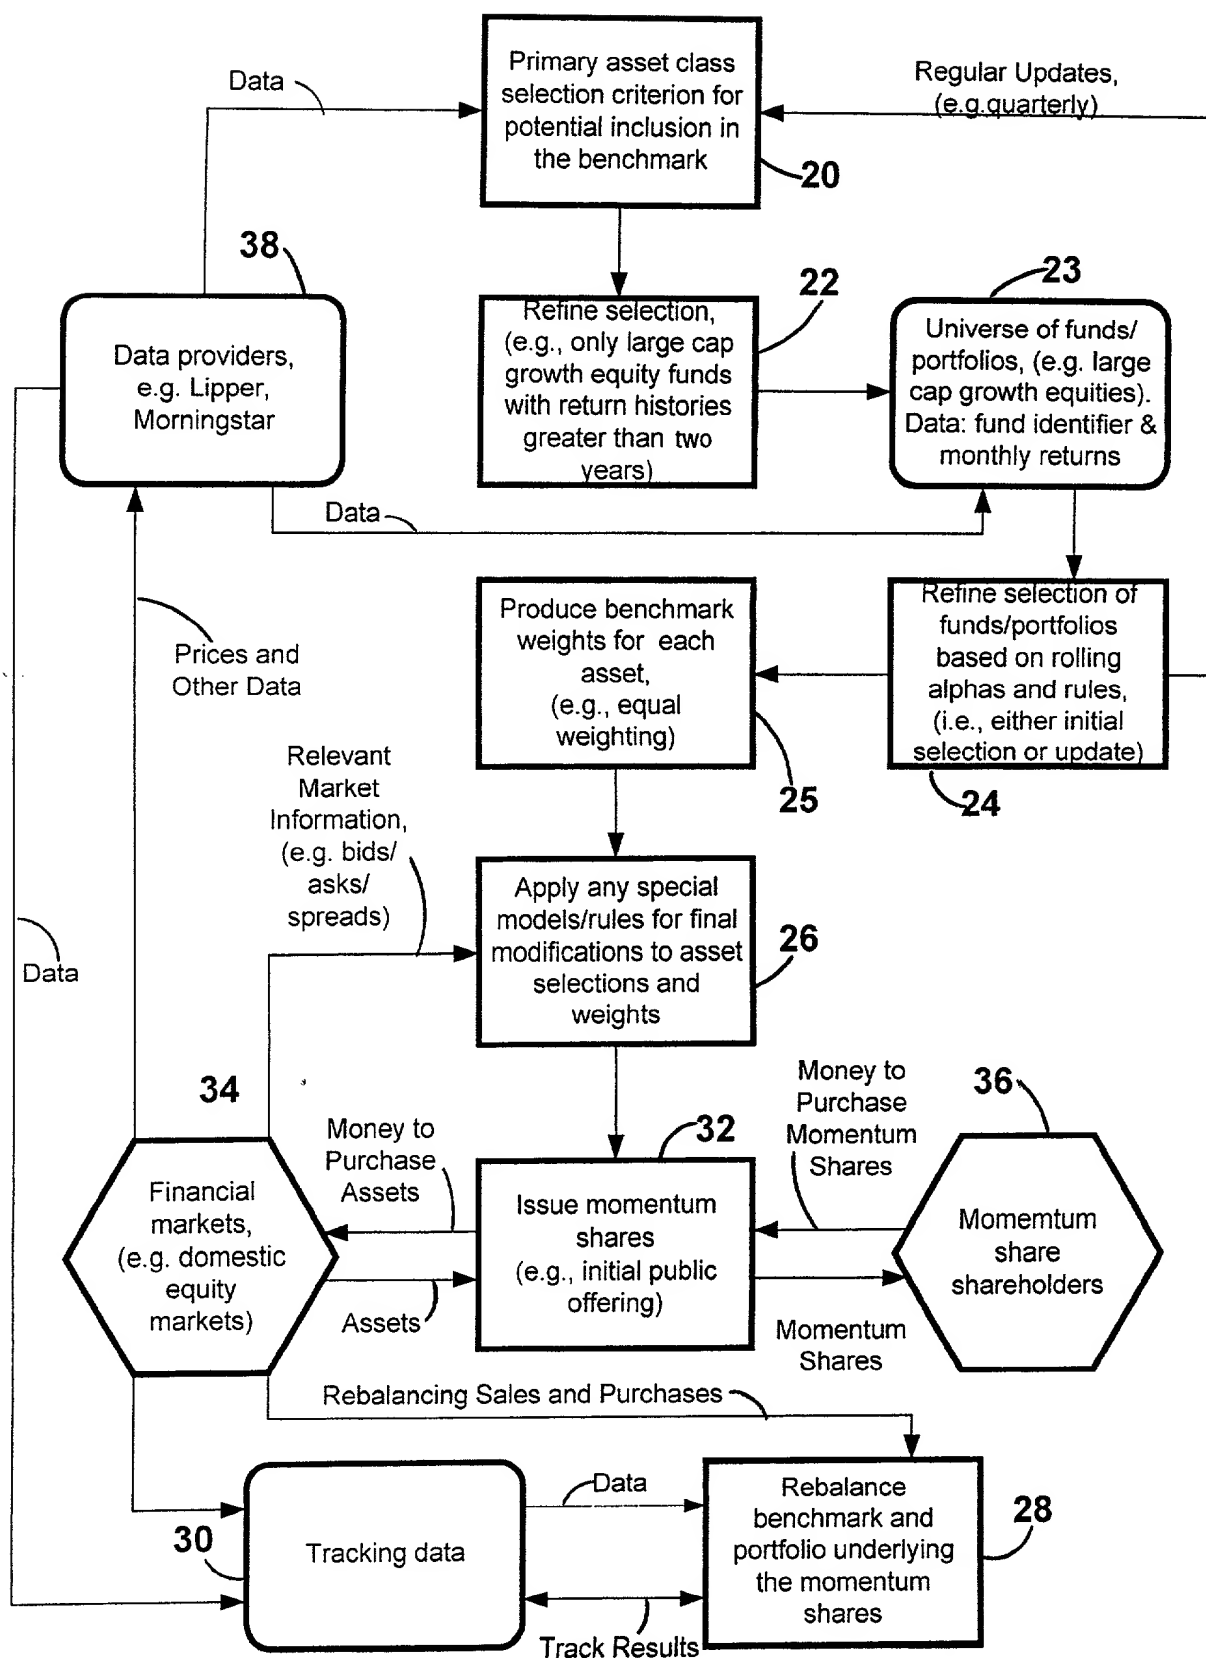 Primary asset class
selection criterion for
potential inclusion in
the benchmark
20
Data
Regular Updates,
(e.g.quarterly)
38
Data providers,
e.g. Lipper,
Morningstar
22
Refine selection,
(e.g., only large cap
growth equity funds
with return histories
greater than two
years)
23
Universe of funds/
portfolios, (e.g. large
cap growth equities).
Data: fund identifier &
monthly returns
Data
Prices and
Other Data
Produce benchmark
weights for each
asset,
(e.g., equal
weighting)
25
Refine selection of
funds/portfolios
based on rolling
alphas and rules,
(i.e., either initial
selection or update)
24
Relevant
Market
Information,
(e.g. bids/
asks/
spreads)
Apply any special
models/rules for final
modifications to asset
selections and
weights
26
Data
34
Financial
markets,
(e.g. domestic
equity
markets)
Money to
Purchase
Assets
Assets
32
Issue momentum
shares
(e.g., initial public
offering)
Money to
Purchase
Momentum
Shares
Momentum
Shares
36
Momemtum
share
shareholders
Rebalancing Sales and Purchases
30
Tracking data
Data
Track Results
Rebalance
benchmark and
portfolio underlying
the momentum
shares
28